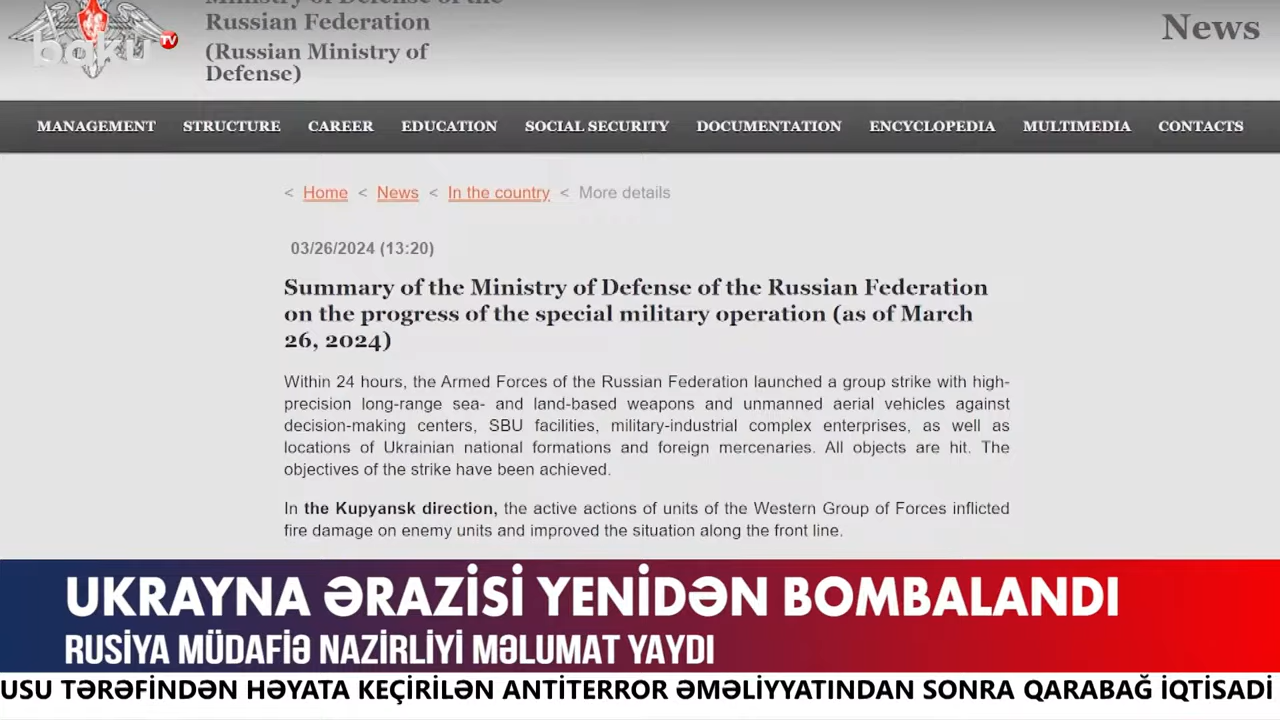 Ministry of Defense of the
Russian Federation
(Russian Ministry of
Defense)
baku TV
News
MANAGEMENT STRUCTURE CAREER EDUCATION SOCIAL SECURITY DOCUMENTATION ENCYCLOPEDIA MULTIMEDIA CONTACTS
< Home < News < In the country < More details
03/26/2024 (13:20)
Summary of the Ministry of Defense of the Russian Federation
on the progress of the special military operation (as of March
26, 2024)
Within 24 hours, the Armed Forces of the Russian Federation launched a group strike with high-
precision long-range sea- and land-based weapons and unmanned aerial vehicles against
decision-making centers, SBU facilities, military-industrial complex enterprises, as well as
locations of Ukrainian national formations and foreign mercenaries. All objects are hit. The
objectives of the strike have been achieved.
In the Kupyansk direction, the active actions of units of the Western Group of Forces inflicted
fire damage on enemy units and improved the situation along the front line.
UKRAYNA ƏRAZİSİ YENİDƏN BOMBALANDI
RUSİYA MÜDAFİƏ NAZİRLİYİ MƏLUMAT YAYDI
USU TƏRƏFİNDƏN HƏYATA KEÇİRİLƏN ANTİTERROR ƏMƏLİYYATINDAN SONRA QARABAĞ İQTİSADİ